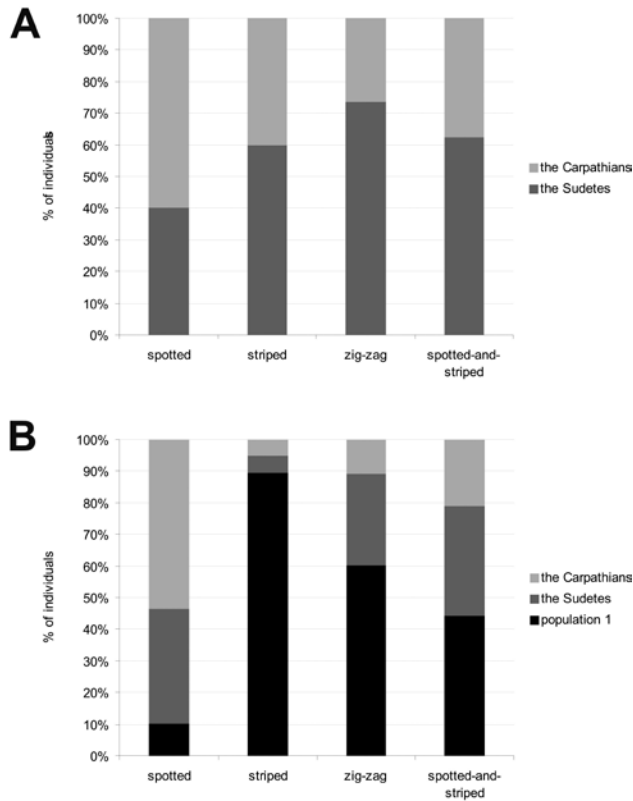 A
100%
90%
80%
70%
60%
50%
40%
30%
20%
10%
0%
% of individuals
spotted
striped
zig-zag
spotted-and-
striped
the Carpathians
the Sudetes
B
100%
90%
80%
70%
60%
50%
40%
30%
20%
10%
0%
% of individuals
spotted
striped
zig-zag
spotted-and-
striped
the Carpathians
the Sudetes
population 1